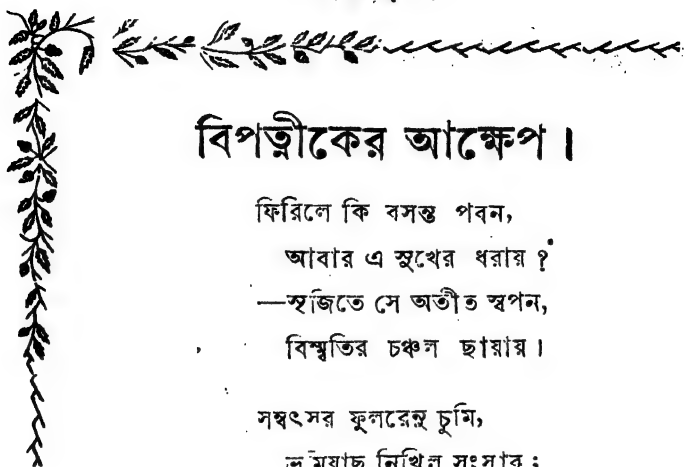 বিপত্নীকের আক্ষেপ।
ফিরিলে কি বসন্ত পবন,
আবার এ সুখের ধরায় ?
—সৃজিতে সে অতীত স্বপন,
বিস্মৃতির চঞ্চল ছায়ায়।
সম্বৎসর ফুলরেনু চুমি,
নিখিল সংসার ;